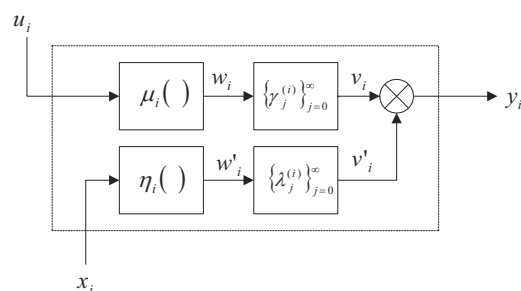 u_i
μ_i( )
w_i
{γ_j^{(i)}}_{j=0}^∞
v_i
y_i
η_i( )
w'_i
{λ_j^{(i)}}_{j=0}^∞
v'_i
x_i